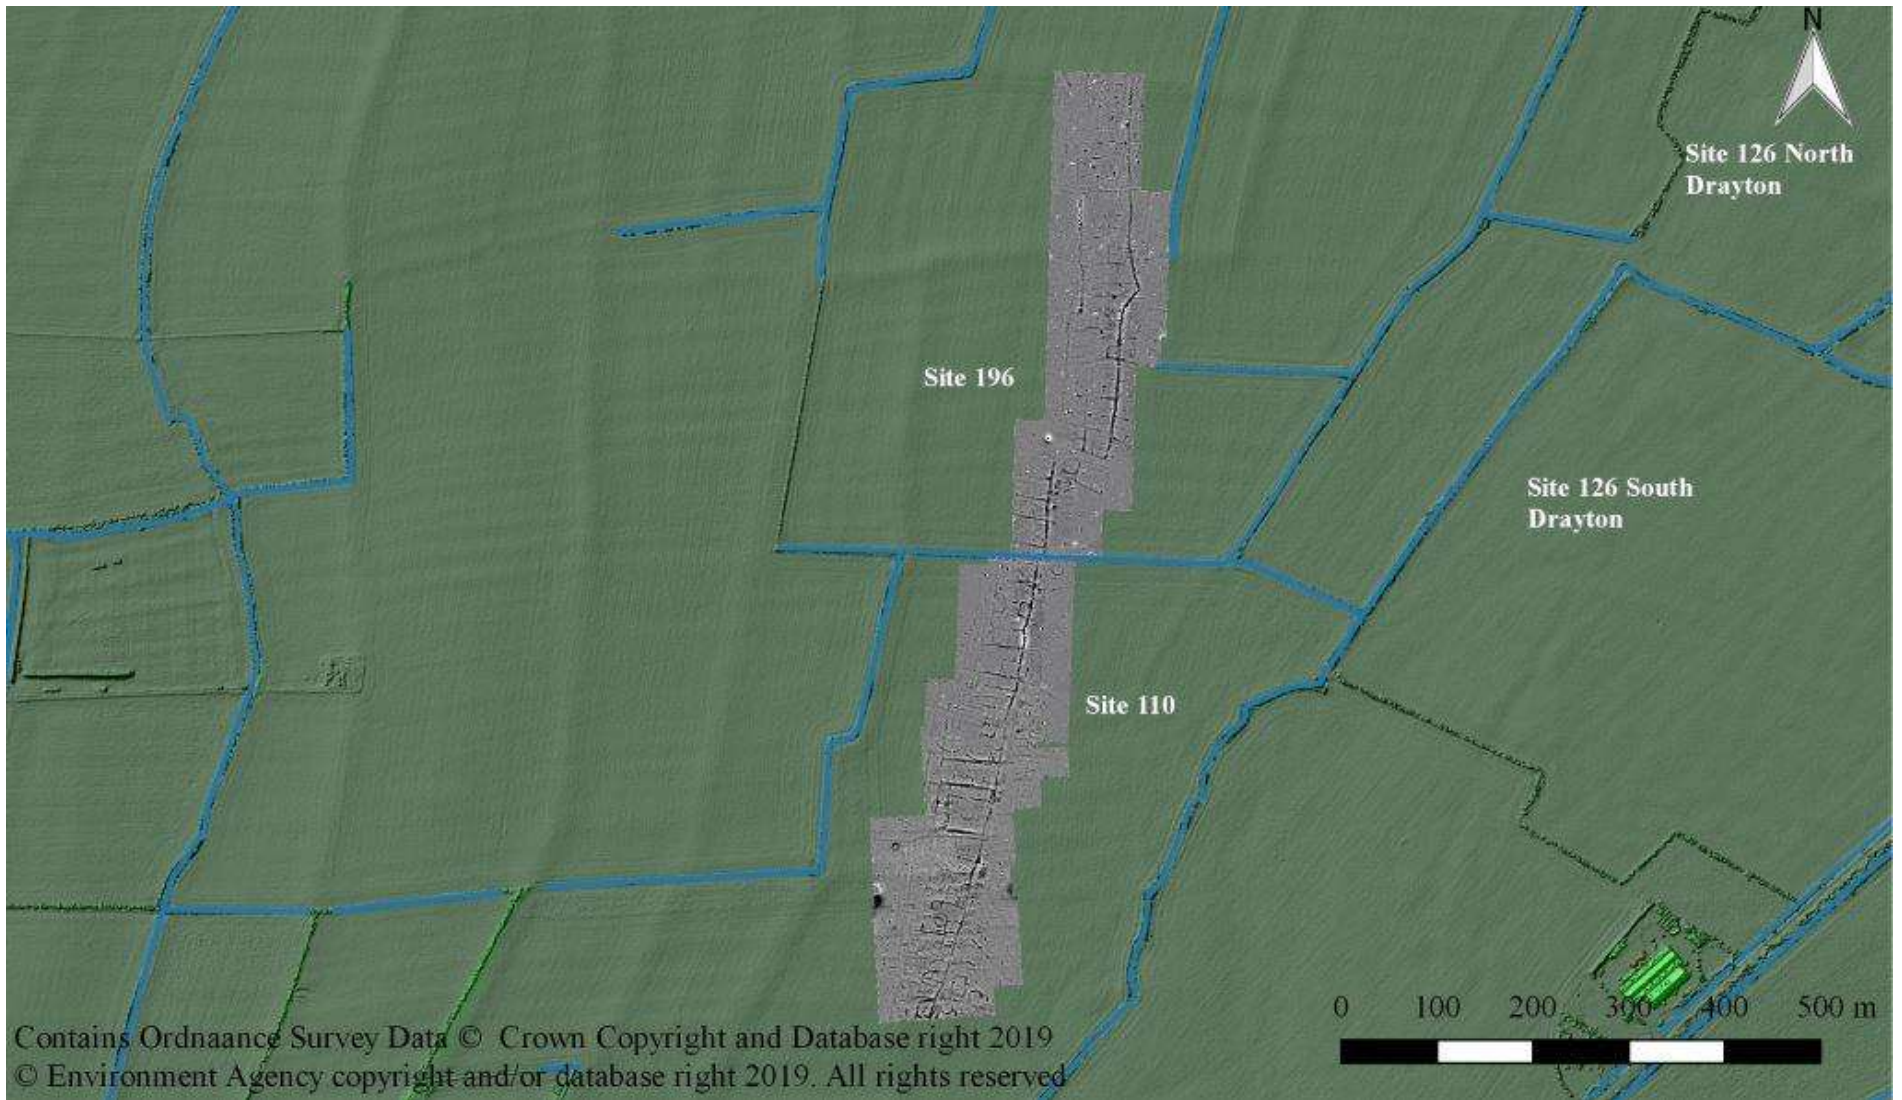 N
Site 126 North
Drayton
Site 196
Site 126 South
Drayton
Site 110
0 100 200 300 400 500 m
Contains Ordnaance Survey Data © Crown Copyright and Database right 2019
© Environment Agency copyright and/or database right 2019. All rights reserved